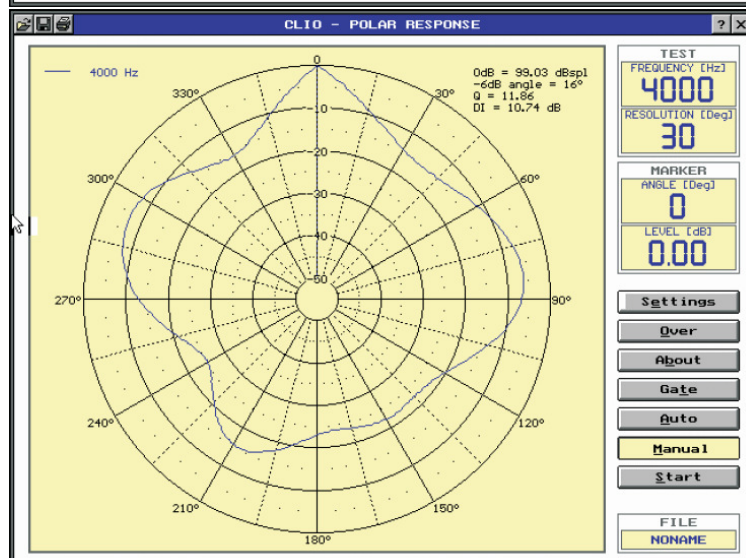 CLIO - POLAR RESPONSE
? X
4000 Hz
0dB = 99.03 dBspl
-6dB angle = 16°
Q = 11.86
DI = 10.74 dB
0
330°
30°
-10
-20
300°
60°
-30
-40
-50
270°
90°
240°
120°
210°
150°
180°
TEST
FREQUENCY [Hz]
4000
RESOLUTION [Deg]
30
MARKER
ANGLE [Deg]
0
LEVEL [dB]
0.00
Settings
Over
About
Gate
Auto
Manual
Start
FILE
NONAME